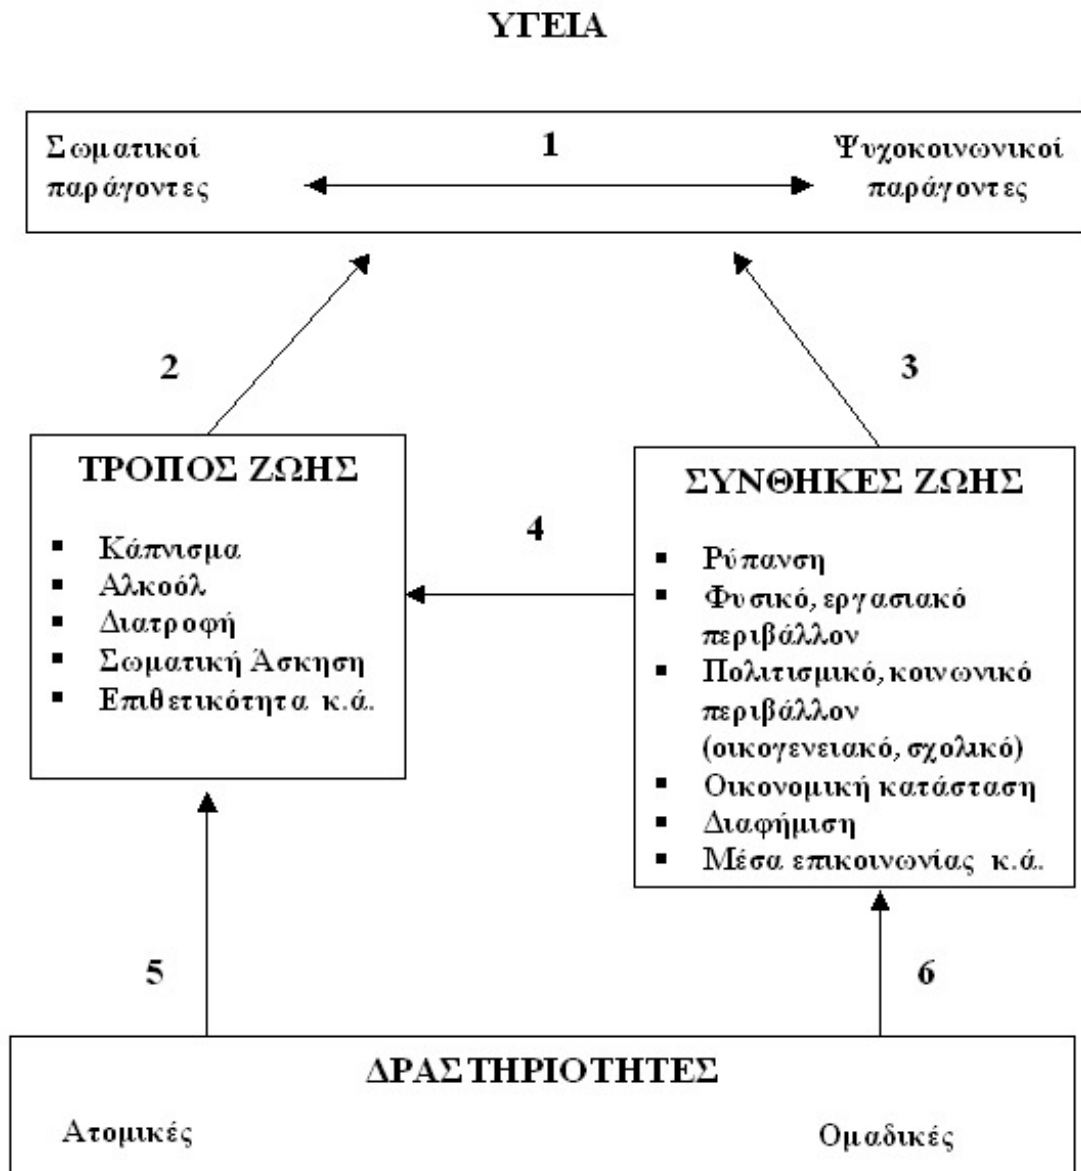 ΥΓΕΙΑ
Σωματικοί
παράγοντες
1
Ψυχοκοινωνικοί
παράγοντες
2
3
ΤΡΟΠΟΣ ΖΩΗΣ
▪ Κάπνισμα
▪ Αλκοόλ
▪ Διατροφή
▪ Σωματική Άσκηση
▪ Επιθετικότητα κ.ά.
4
ΣΥΝΘΗΚΕΣ ΖΩΗΣ
▪ Ρύπανση
▪ Φυσικό, εργασιακό
περιβάλλον
▪ Πολιτισμικό, κοινωνικό
περιβάλλον
(οικογενειακό, σχολικό)
▪ Οικονομική κατάσταση
▪ Διαφήμιση
▪ Μέσα επικοινωνίας κ.ά.
5
6
ΔΡΑΣΤΗΡΙΟΤΗΤΕΣ
Ατομικές
Ομαδικές